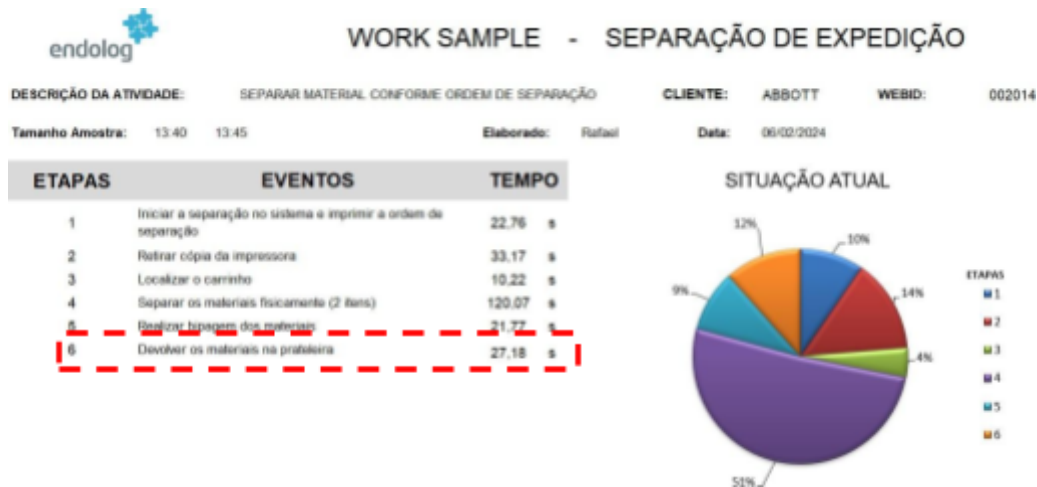 endolog
WORK SAMPLE - SEPARAÇÃO DE EXPEDIÇÃO
DESCRIÇÃO DA ATIVIDADE: SEPARAR MATERIAL CONFORME ORDEM DE SEPARAÇÃO CLIENTE: ABBOTT WEBID: 002014
Tamanho Amostra: 13:40 13:45 Elaborado: Rafael Data: 06/02/2024
ETAPAS EVENTOS TEMPO
1 Iniciar a separação no sistema e imprimir a ordem de separação 22,76 s
2 Retirar cópia da impressora 33,17 s
3 Localizar o carrinho 10,22 s
4 Separar os materiais fisicamente (2 itens) 120,07 s
5 Realizar bipagem dos materiais 21,77 s
6 Devolver os materiais na prateleira 27,18 s
SITUAÇÃO ATUAL
12%
10%
9%
14%
4%
51%
ETAPAS
1
2
3
4
5
6